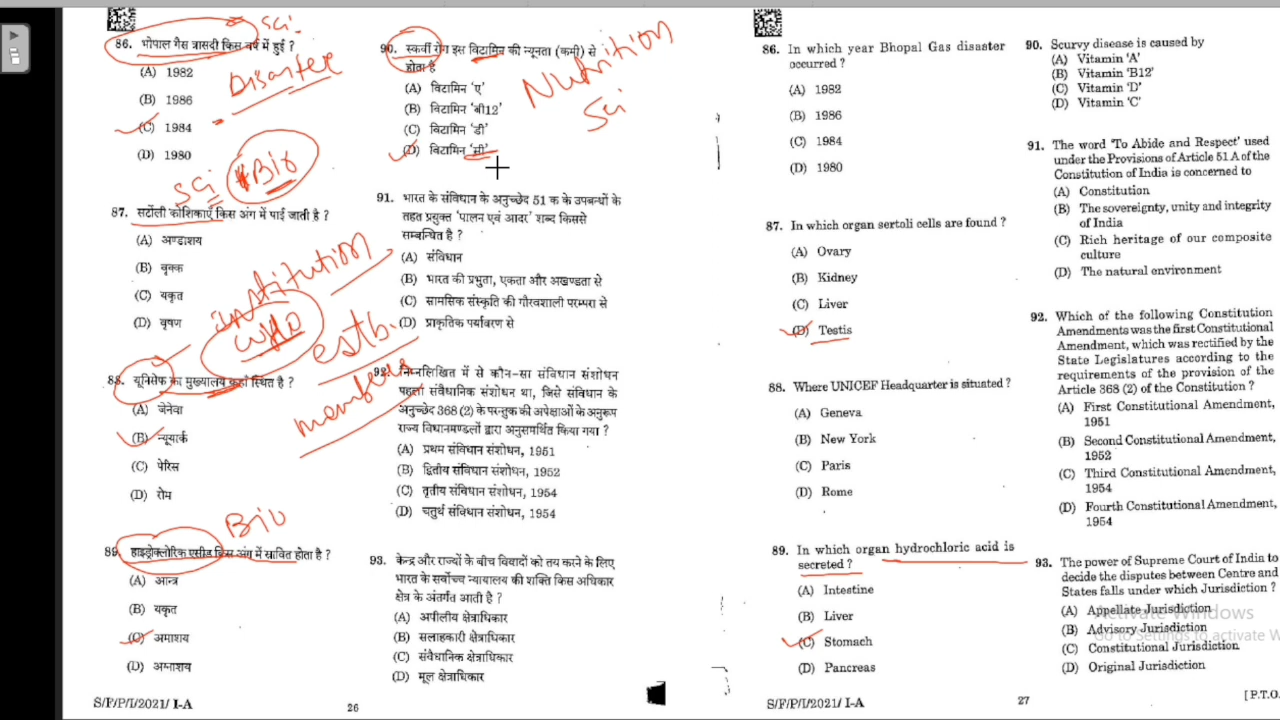 86. भोपाल गैस त्रासदी किस वर्ष में हुई ?
(A) 1982
(B) 1986
(C) 1984
(D) 1980
sci.
Disaster
Sci
Bio
87. सर्टोली कोशिकाएँ किस अंग में पाई जाती है ?
(A) अण्डाशय
(B) वृक्क
(C) यकृत
(D) वृषण
institution
WHO
estb.
members
88. यूनिसेफ का मुख्यालय कहाँ स्थित है ?
(A) जेनेवा
(B) न्यूयार्क
(C) पेरिस
(D) रोम
Bio
89. हाइड्रोक्लोरिक एसीड किस अंग में स्रावित होता है ?
(A) आन्त्र
(B) यकृत
(C) अमाशय
(D) अग्नाशय
S/F/P/I/2021/ I-A
26
90. स्कर्वी रोग इस विटामिन की न्यूनता (कमी) से
होता है
(A) विटामिन 'ए'
(B) विटामिन 'बी12'
(C) विटामिन 'डी'
(D) विटामिन 'सी'
Nutrition
Sci
91. भारत के संविधान के अनुच्छेद 51 क के उपबन्धों के
तहत प्रयुक्त 'पालन एवं आदर' शब्द किससे
सम्बन्धित है ?
(A) संविधान
(B) भारत की प्रभुता, एकता और अखण्डता से
(C) सामसिक संस्कृति की गौरवशाली परम्परा से
(D) प्राकृतिक पर्यावरण से
92. निम्नलिखित में से कौन-सा संविधान संशोधन
पहला संवैधानिक संशोधन था, जिसे संविधान के
अनुच्छेद 368 (2) के परन्तुक की अपेक्षाओं के अनुरूप
राज्य विधानमण्डलों द्वारा अनुसमर्थित किया गया ?
(A) प्रथम संविधान संशोधन, 1951
(B) द्वितीय संविधान संशोधन, 1952
(C) तृतीय संविधान संशोधन, 1954
(D) चतुर्थ संविधान संशोधन, 1954
93. केन्द्र और राज्यों के बीच विवादों को तय करने के लिए
भारत के सर्वोच्च न्यायालय की शक्ति किस अधिकार
क्षेत्र के अंतर्गत आती है ?
(A) अपीलीय क्षेत्राधिकार
(B) सलाहकारी क्षेत्राधिकार
(C) संवैधानिक क्षेत्राधिकार
(D) मूल क्षेत्राधिकार
86. In which year Bhopal Gas disaster
occurred ?
(A) 1982
(B) 1986
(C) 1984
(D) 1980
87. In which organ sertoli cells are found ?
(A) Ovary
(B) Kidney
(C) Liver
(D) Testis
88. Where UNICEF Headquarter is situated ?
(A) Geneva
(B) New York
(C) Paris
(D) Rome
89. In which organ hydrochloric acid is
secreted ?
(A) Intestine
(B) Liver
(C) Stomach
(D) Pancreas
S/F/P/I/2021/ I-A
27
90. Scurvy disease is caused by
(A) Vitamin 'A'
(B) Vitamin 'B12'
(C) Vitamin 'D'
(D) Vitamin 'C'
91. The word 'To Abide and Respect' used
under the Provisions of Article 51A of the
Constitution of India is concerned to
(A) Constitution
(B) The sovereignty, unity and integrity
of India
(C) Rich heritage of our composite
culture
(D) The natural environment
92. Which of the following Constitution
Amendments was the first Constitutional
Amendment, which was rectified by the
State Legislatures according to the
requirements of the provision of the
Article 368 (2) of the Constitution ?
(A) First Constitutional Amendment,
1951
(B) Second Constitutional Amendment,
1952
(C) Third Constitutional Amendment,
1954
(D) Fourth Constitutional Amendment,
1954
93. The power of Supreme Court of India to
decide the disputes between Centre and
States falls under which Jurisdiction ?
(A) Appellate Jurisdiction
(B) Advisory Jurisdiction
(C) Constitutional Jurisdiction
(D) Original Jurisdiction
Activate Windows
Go to Settings to activate W
[P.T.O.